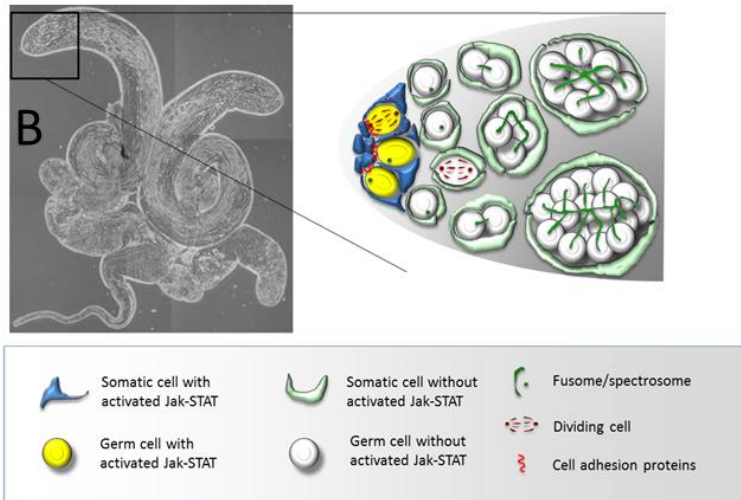 B
Somatic cell with
activated Jak-STAT
Somatic cell without
activated Jak-STAT
Fusome/spectrosome
Dividing cell
Germ cell with
activated Jak-STAT
Germ cell without
activated Jak-STAT
Cell adhesion proteins